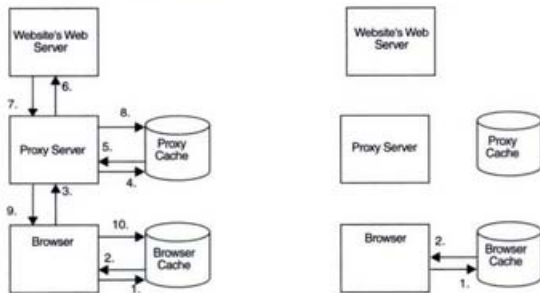 Website's Web
Server
7.
6.
8.
Proxy Server
5.
4.
Proxy
Cache
9.
3.
10.
Browser
2.
1.
Browser
Cache
Website's Web
Server
Proxy Server
Proxy
Cache
Browser
2.
1.
Browser
Cache